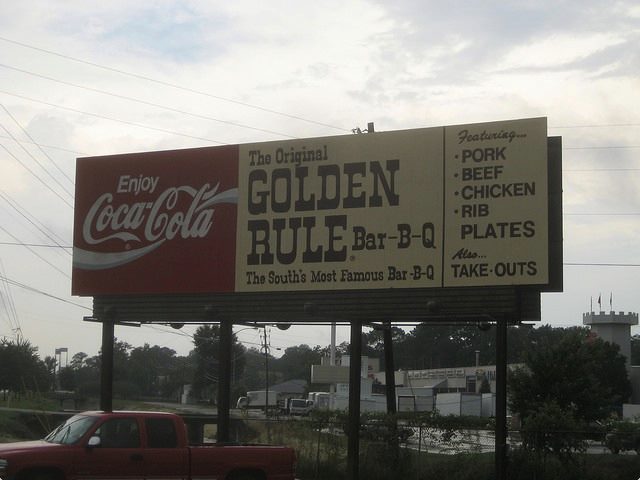 Enjoy
Coca-Cola
The Original
GOLDEN
RULE Bar-B-Q
The South's Most Famous Bar-B-Q
Featuring...
• PORK
• BEEF
• CHICKEN
• RIB
PLATES
Also...
TAKE-OUTS